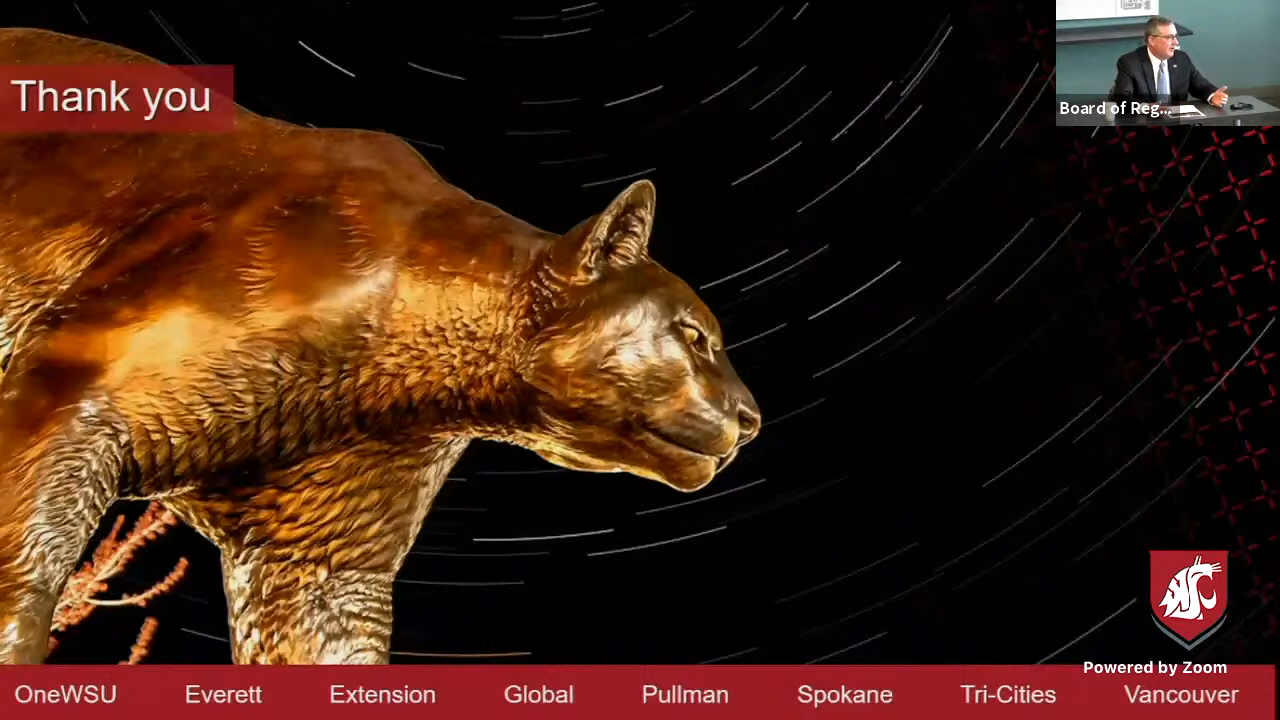 Thank you
Board of Reg...
Powered by Zoom
OneWSU Everett Extension Global Pullman Spokane Tri-Cities Vancouver